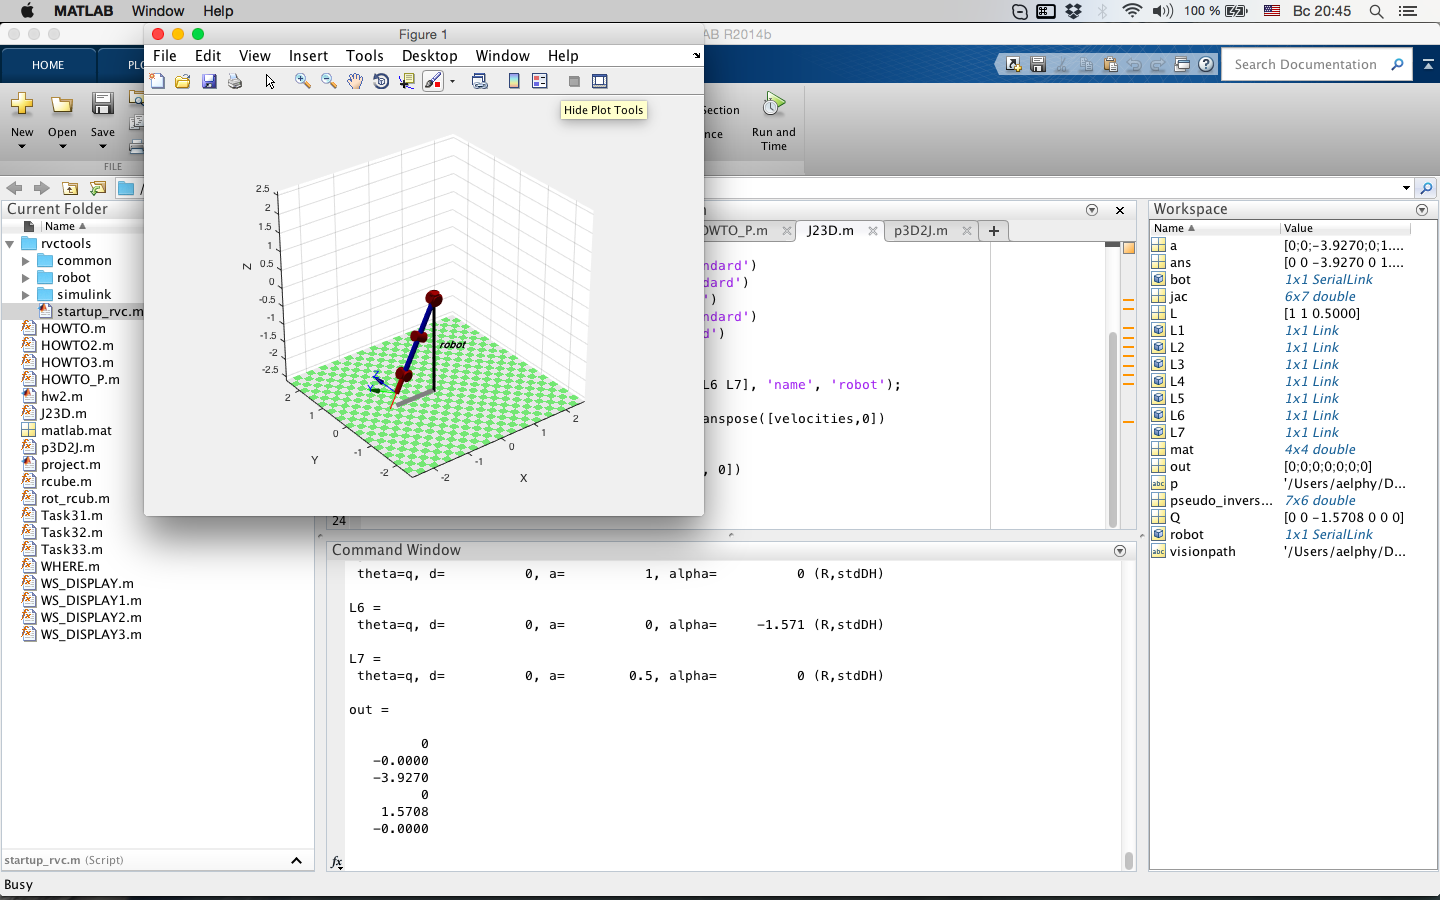 MATLAB Window Help 100 % Вс 20:45
Figure 1
AB R2014b
File Edit View Insert Tools Desktop Window Help
HOME PLO
Search Documentation
Hide Plot Tools
New Open Save
FILE
Section
nce
Run and
Time
2.5
2
1.5
1
0.5
0
-0.5
-1
-1.5
-2
-2.5
Z
2
1
0
-1
-2
Y
-2
-1
0
1
2
X
robot
Z
Y
/
Current Folder
Name
rvctools
common
robot
simulink
startup_rvc.m
HOWTO.m
HOWTO2.m
HOWTO3.m
HOWTO_P.m
hw2.m
J23D.m
matlab.mat
p3D2J.m
project.m
rcube.m
rot_rcub.m
Task31.m
Task32.m
Task33.m
WHERE.m
WS_DISPLAY.m
WS_DISPLAY1.m
WS_DISPLAY2.m
WS_DISPLAY3.m
startup_rvc.m (Script)
Busy
OWTO_P.m J23D.m p3D2J.m
ndard')
dard')
')
ndard')
d')
L6 L7], 'name', 'robot');
anspose([velocities,0])
, 0])
24
Command Window
theta=q, d= 0, a= 1, alpha= 0 (R,stdDH)
L6 =
theta=q, d= 0, a= 0, alpha= -1.571 (R,stdDH)
L7 =
theta=q, d= 0, a= 0.5, alpha= 0 (R,stdDH)
out =
0
-0.0000
-3.9270
0
1.5708
-0.0000
fx
Workspace
Name Value
a [0;0;-3.9270;0;1....
ans [0 0 -3.9270 0 1....
bot 1x1 SerialLink
jac 6x7 double
L [1 1 0.5000]
L1 1x1 Link
L2 1x1 Link
L3 1x1 Link
L4 1x1 Link
L5 1x1 Link
L6 1x1 Link
L7 1x1 Link
mat 4x4 double
out [0;0;0;0;0;0;0]
p '/Users/aelphy/D...
pseudo_invers... 7x6 double
Q [0 0 -1.5708 0 0 0]
robot 1x1 SerialLink
visionpath '/Users/aelphy/D...